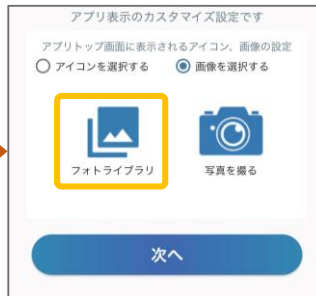 アプリ表示のカスタマイズ設定です
アプリトップ画面に表示されるアイコン、画像の設定
アイコンを選択する
画像を選択する
フォトライブラリ
写真を撮る
次へ